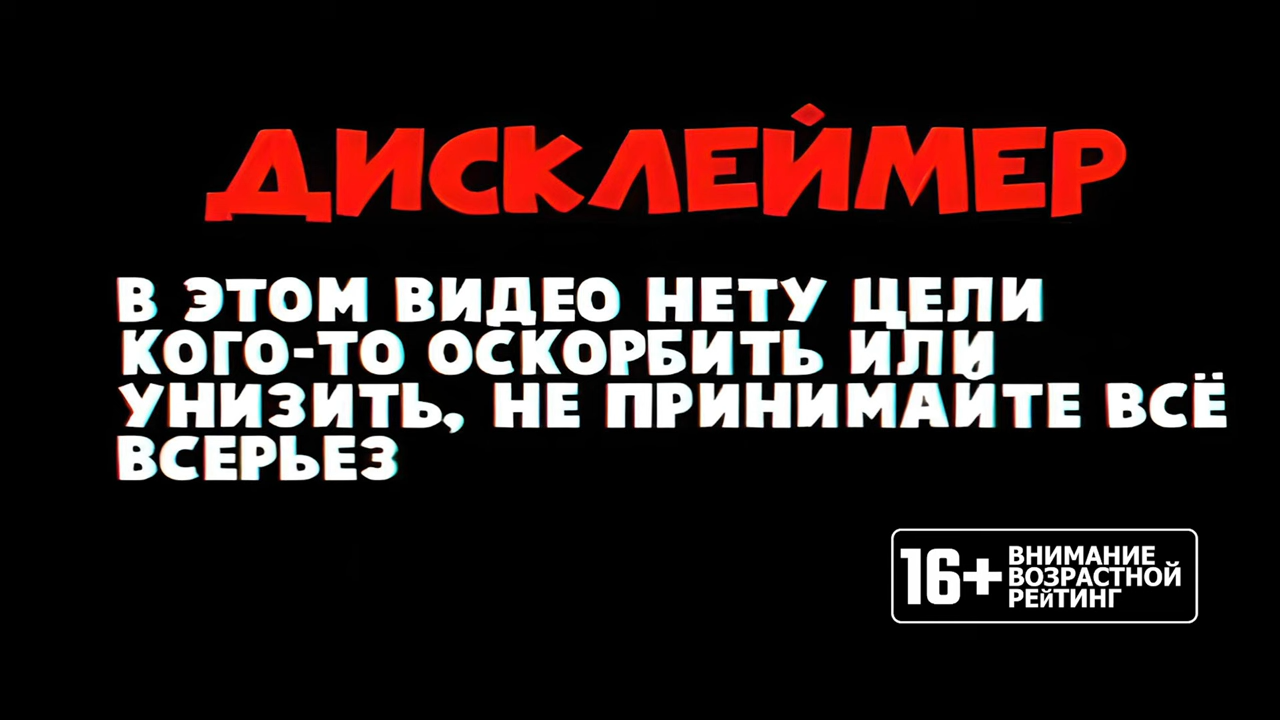 ДИСКЛЕЙМЕР
В ЭТОМ ВИДЕО НЕТУ ЦЕЛИ
КОГО-ТО ОСКОРБИТЬ ИЛИ
УНИЗИТЬ, НЕ ПРИНИМАЙТЕ ВСЁ
ВСЕРЬЕЗ
16+ ВНИМАНИЕ
ВОЗРАСТНОЙ
РЕйТИНГ